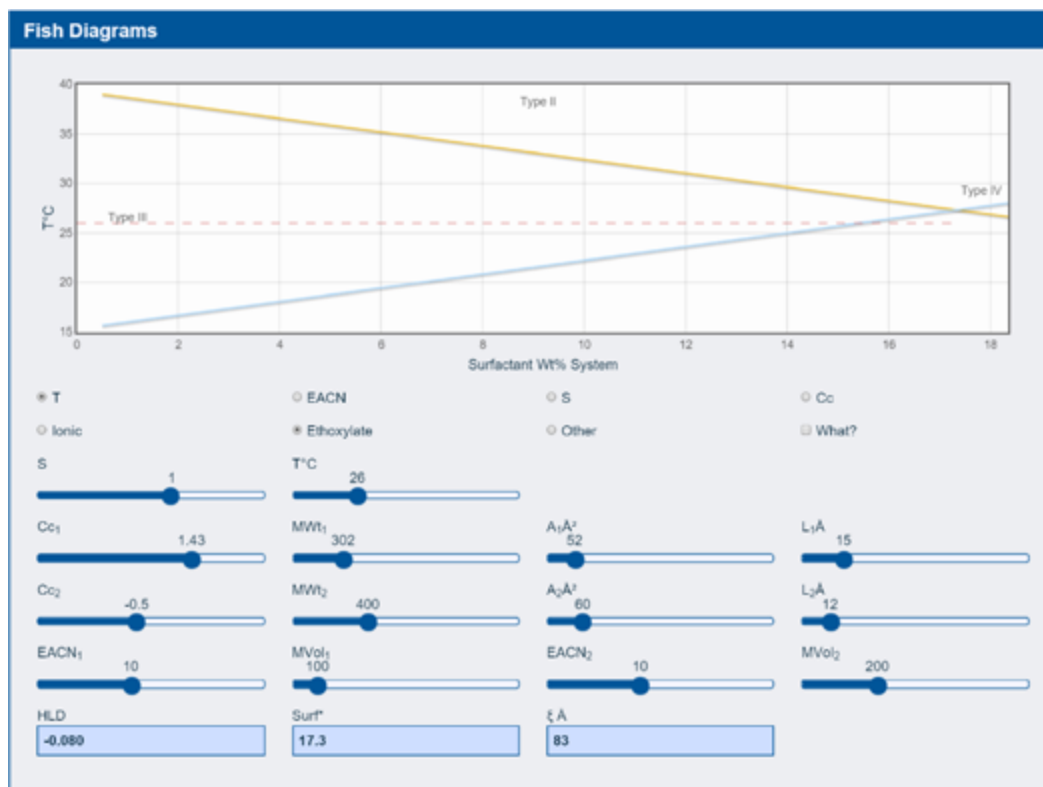 Fish Diagrams
40
Type II
35
30
Type IV
T°C
Type III
25
20
15
0 2 4 6 8 10 12 14 16 18
Surfactant Wt% System
T EACN S Cc
Ionic Ethoxylate Other What?
S T°C
1 26
Cc₁ MWt₁ A₁Å² L₁Å
1.43 302 52 15
Cc₂ MWt₂ A₂Å² L₂Å
-0.5 400 60 12
EACN₁ MVol₁ EACN₂ MVol₂
10 100 10 200
HLD Surf* ξ Å
-0.080 17.3 83